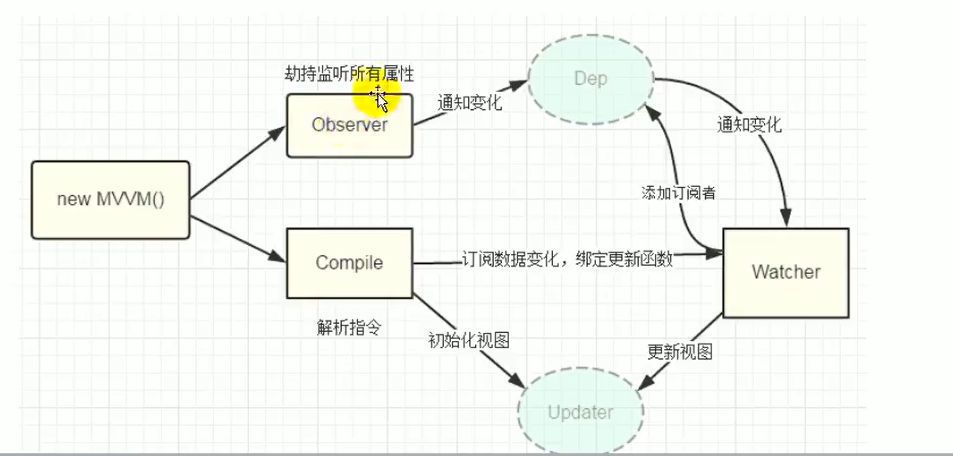 劫持监听所有属性
Dep
通知变化
Observer
通知变化
new MVVM()
添加订阅者
Compile
订阅数据变化，绑定更新函数
Watcher
解析指令
初始化视图
更新视图
Updater